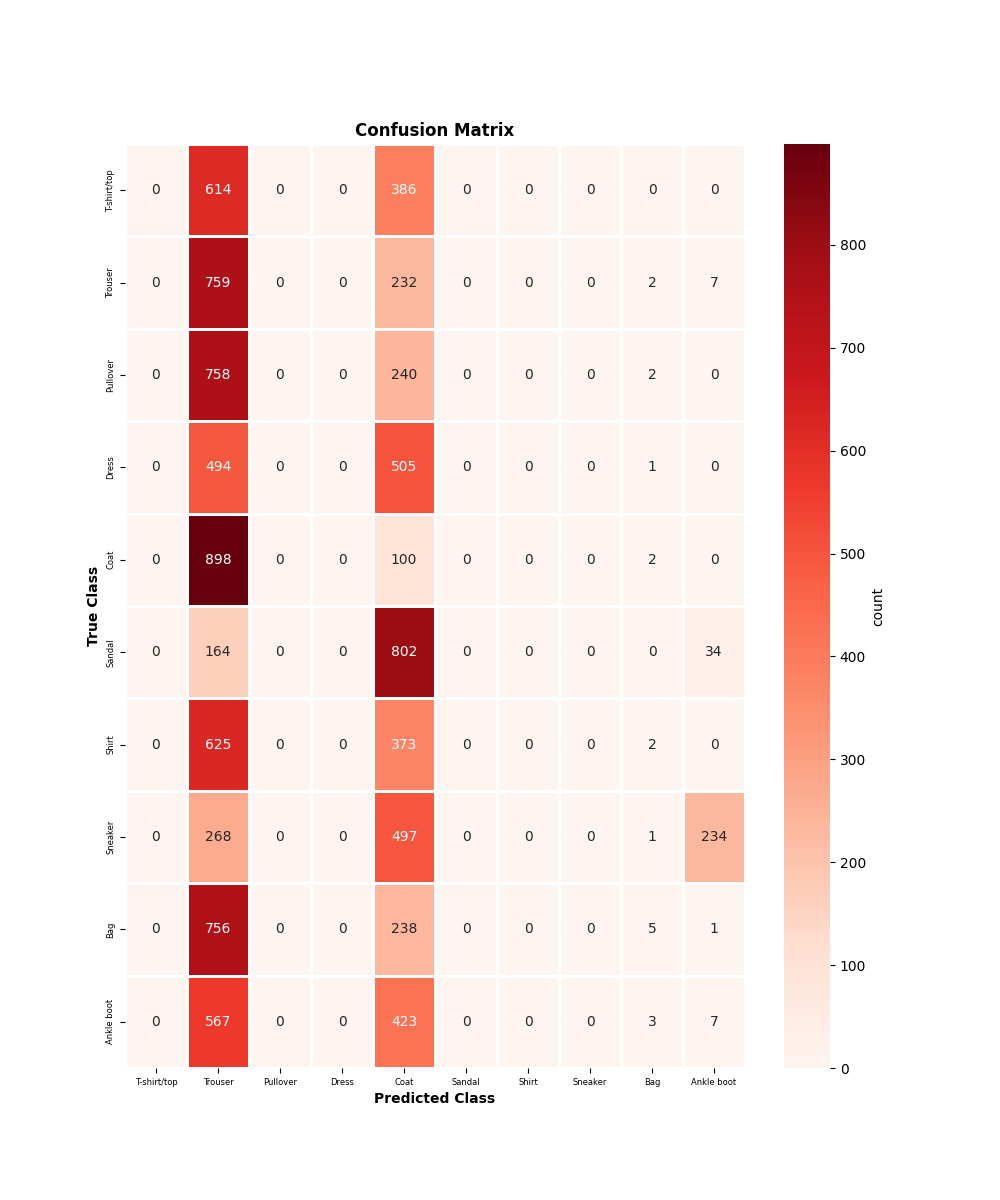 Confusion Matrix
T-shirt/top 0 614 0 0 386 0 0 0 0 0
Trouser 0 759 0 0 232 0 0 0 2 7
Pullover 0 758 0 0 240 0 0 0 2 0
Dress 0 494 0 0 505 0 0 0 1 0
Coat 0 898 0 0 100 0 0 0 2 0
Sandal 0 164 0 0 802 0 0 0 0 34
Shirt 0 625 0 0 373 0 0 0 2 0
Sneaker 0 268 0 0 497 0 0 0 1 234
Bag 0 756 0 0 238 0 0 0 5 1
Ankle boot 0 567 0 0 423 0 0 0 3 7
T-shirt/top Trouser Pullover Dress Coat Sandal Shirt Sneaker Bag Ankle boot
Predicted Class
True Class
800
700
600
500
400
300
200
100
0
count